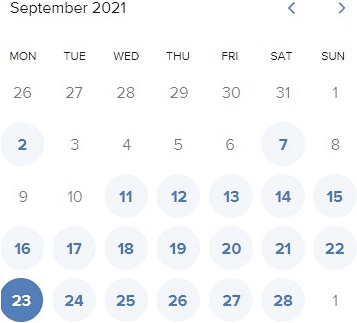 September 2021
MON TUE WED THU FRI SAT SUN
26 27 28 29 30 31 1
2 3 4 5 6 7 8
9 10 11 12 13 14 15
16 17 18 19 20 21 22
23 24 25 26 27 28 1